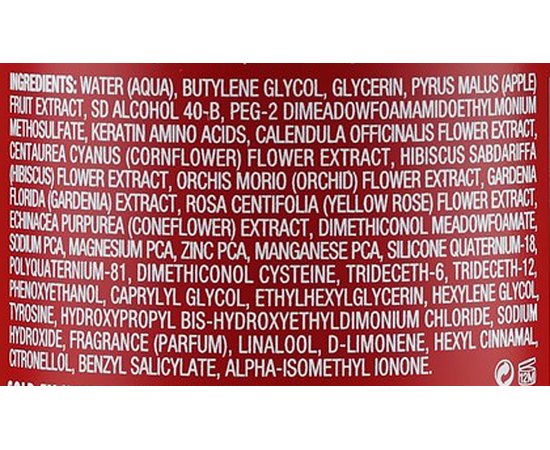 INGREDIENTS: WATER (AQUA), BUTYLENE GLYCOL, GLYCERIN, PYRUS MALUS (APPLE)
FRUIT EXTRACT, SD ALCOHOL 40-B, PEG-2 DIMEADOWFOAMAMIDOETHYLMONIUM
METHOSULFATE, KERATIN AMINO ACIDS, CALENDULA OFFICINALIS FLOWER EXTRACT,
CENTAUREA CYANUS (CORNFLOWER) FLOWER EXTRACT, HIBISCUS SABDARIFFA
(HIBISCUS) FLOWER EXTRACT, ORCHIS MORIO (ORCHID) FLOWER EXTRACT, GARDENIA
FLORIDA (GARDENIA) EXTRACT, ROSA CENTIFOLIA (YELLOW ROSE) FLOWER EXTRACT,
ECHINACEA PURPUREA (CONEFLOWER) EXTRACT, DIMETHICONOL MEADOWFOAMATE,
SODIUM PCA, MAGNESIUM PCA, ZINC PCA, MANGANESE PCA, SILICONE QUATERNIUM-18,
POLYQUATERNIUM-81, DIMETHICONOL CYSTEINE, TRIDECETH-6, TRIDECETH-12,
PHENOXYETHANOL, CAPRYLYL GLYCOL, ETHYLHEXYLGLYCERIN, HEXYLENE GLYCOL,
TYROSINE, HYDROXYPROPYL BIS-HYDROXYETHYLDIMONIUM CHLORIDE, SODIUM
HYDROXIDE, FRAGRANCE (PARFUM), LINALOOL, D-LIMONENE, HEXYL CINNAMAL,
CITRONELLOL, BENZYL SALICYLATE, ALPHA-ISOMETHYL IONONE.
12M